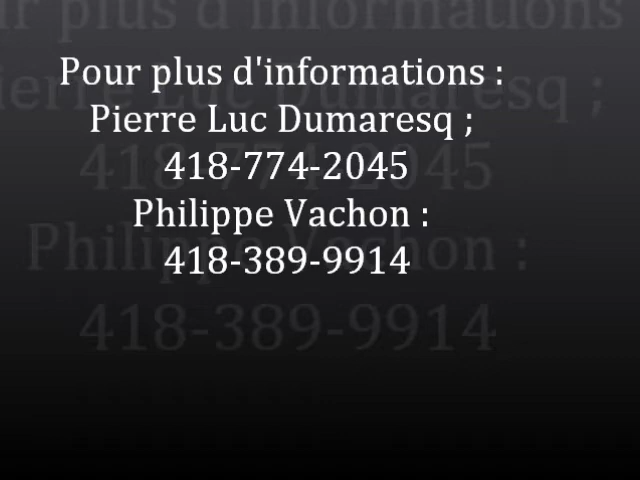 Pour plus d'informations :
Pierre Luc Dumaresq ;
418-774-2045
Philippe Vachon :
418-389-9914